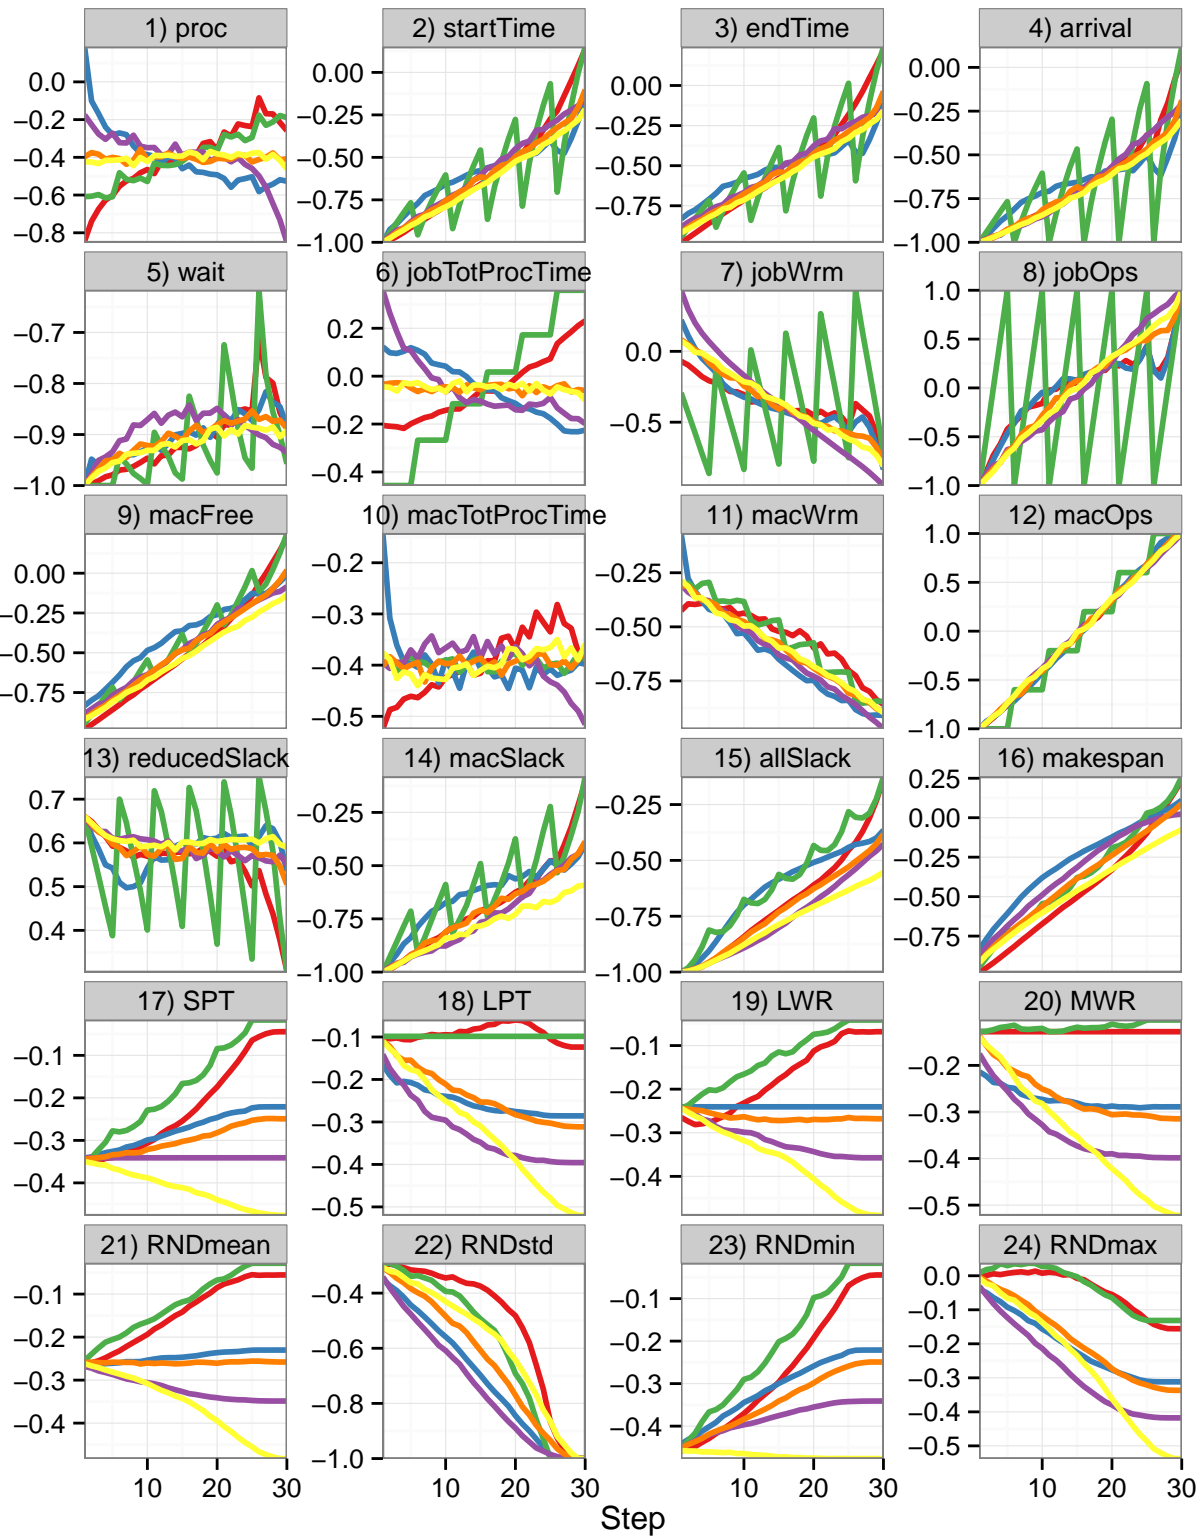 1) proc 2) startTime 3) endTime 4) arrival
0.0 0.00 0.00 0.00
−0.2 −0.25 −0.25 −0.25
−0.4 −0.50 −0.50 −0.50
−0.6 −0.75 −0.75 −0.75
−0.8 −1.00 −1.00
5) wait 6) jobTotProcTime 7) jobWrm 8) jobOps
−0.7 0.2 0.0 1.0
−0.8 0.0 −0.5 0.5
−0.9 −0.2 0.0
−1.0 −0.4 −0.5
−1.0
9) macFree 10) macTotProcTime 11) macWrm 12) macOps
0.00 −0.2 −0.25 1.0
−0.25 −0.3 −0.50 0.5
−0.50 −0.4 −0.75 0.0
−0.75 −0.5 −0.5
−1.0
13) reducedSlack 14) macSlack 15) allSlack 16) makespan
0.7 −0.25 −0.25 0.25
0.6 −0.50 −0.50 0.00
0.5 −0.75 −0.75 −0.25
0.4 −1.00 −1.00 −0.50
−0.75
17) SPT 18) LPT 19) LWR 20) MWR
−0.1 −0.1 −0.1 −0.2
−0.2 −0.2 −0.2 −0.3
−0.3 −0.3 −0.3 −0.4
−0.4 −0.4 −0.4 −0.5
−0.5
21) RNDmean 22) RNDstd 23) RNDmin 24) RNDmax
−0.1 −0.4 −0.1 0.0
−0.2 −0.6 −0.2 −0.1
−0.3 −0.8 −0.3 −0.2
−0.4 −1.0 −0.4 −0.3
−0.4
−0.5
10 20 30 10 20 30 10 20 30 10 20 30
Step